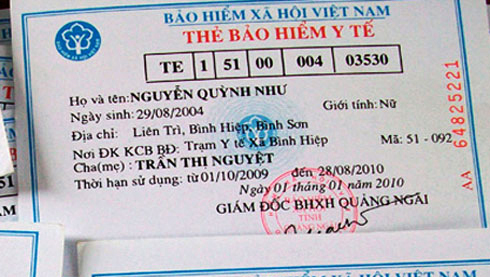 BẢO HIỂM XÃ HỘI VIỆT NAM
THẺ BẢO HIỂM Y TẾ
TE 1 51 00 004 03530
Họ và tên: NGUYỄN QUỲNH NHƯ
Ngày sinh: 29/08/2004 Giới tính: Nữ
Địa chỉ: Liên Trì, Bình Hiệp, Bình Sơn
Nơi ĐK KCB BĐ: Trạm Y tế Xã Bình Hiệp Mã: 51 - 092
Cha(mẹ) : TRẦN THI NGUYỆT
Thời hạn sử dụng: từ 01/10/2009 đến 28/08/2010
Ngày 01 tháng 01 năm 2010
GIÁM ĐỐC BHXH QUẢNG NGÃI
AA 64825221